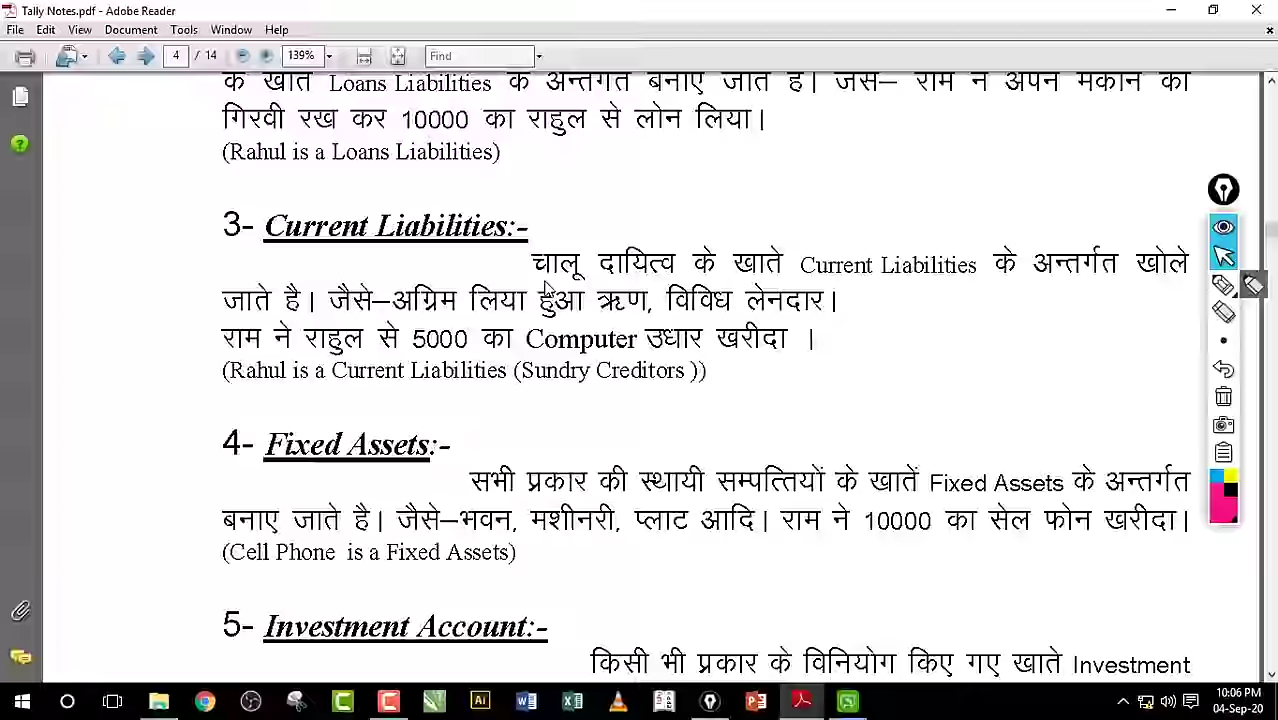 Tally Notes.pdf - Adobe Reader
File Edit View Document Tools Window Help
4 / 14 139% Find
के खाते Loans Liabilities के अन्तर्गत बनाए जाते है। जैसे– राम ने अपने मकान को
गिरवी रख कर 10000 का राहुल से लोन लिया।
(Rahul is a Loans Liabilities)
3- Current Liabilities:-
चालू दायित्व के खाते Current Liabilities के अन्तर्गत खोले
जाते है। जैसे–अग्रिम लिया हुआ ऋण, विविध लेनदार।
राम ने राहुल से 5000 का Computer उधार खरीदा ।
(Rahul is a Current Liabilities (Sundry Creditors ))
4- Fixed Assets:-
सभी प्रकार की स्थायी सम्पत्तियों के खातें Fixed Assets के अन्तर्गत
बनाए जाते है। जैसे–भवन, मशीनरी, प्लाट आदि। राम ने 10000 का सेल फोन खरीदा।
(Cell Phone is a Fixed Assets)
5- Investment Account:-
किसी भी प्रकार के विनियोग किए गए खाते Investment
10:06 PM
04-Sep-20